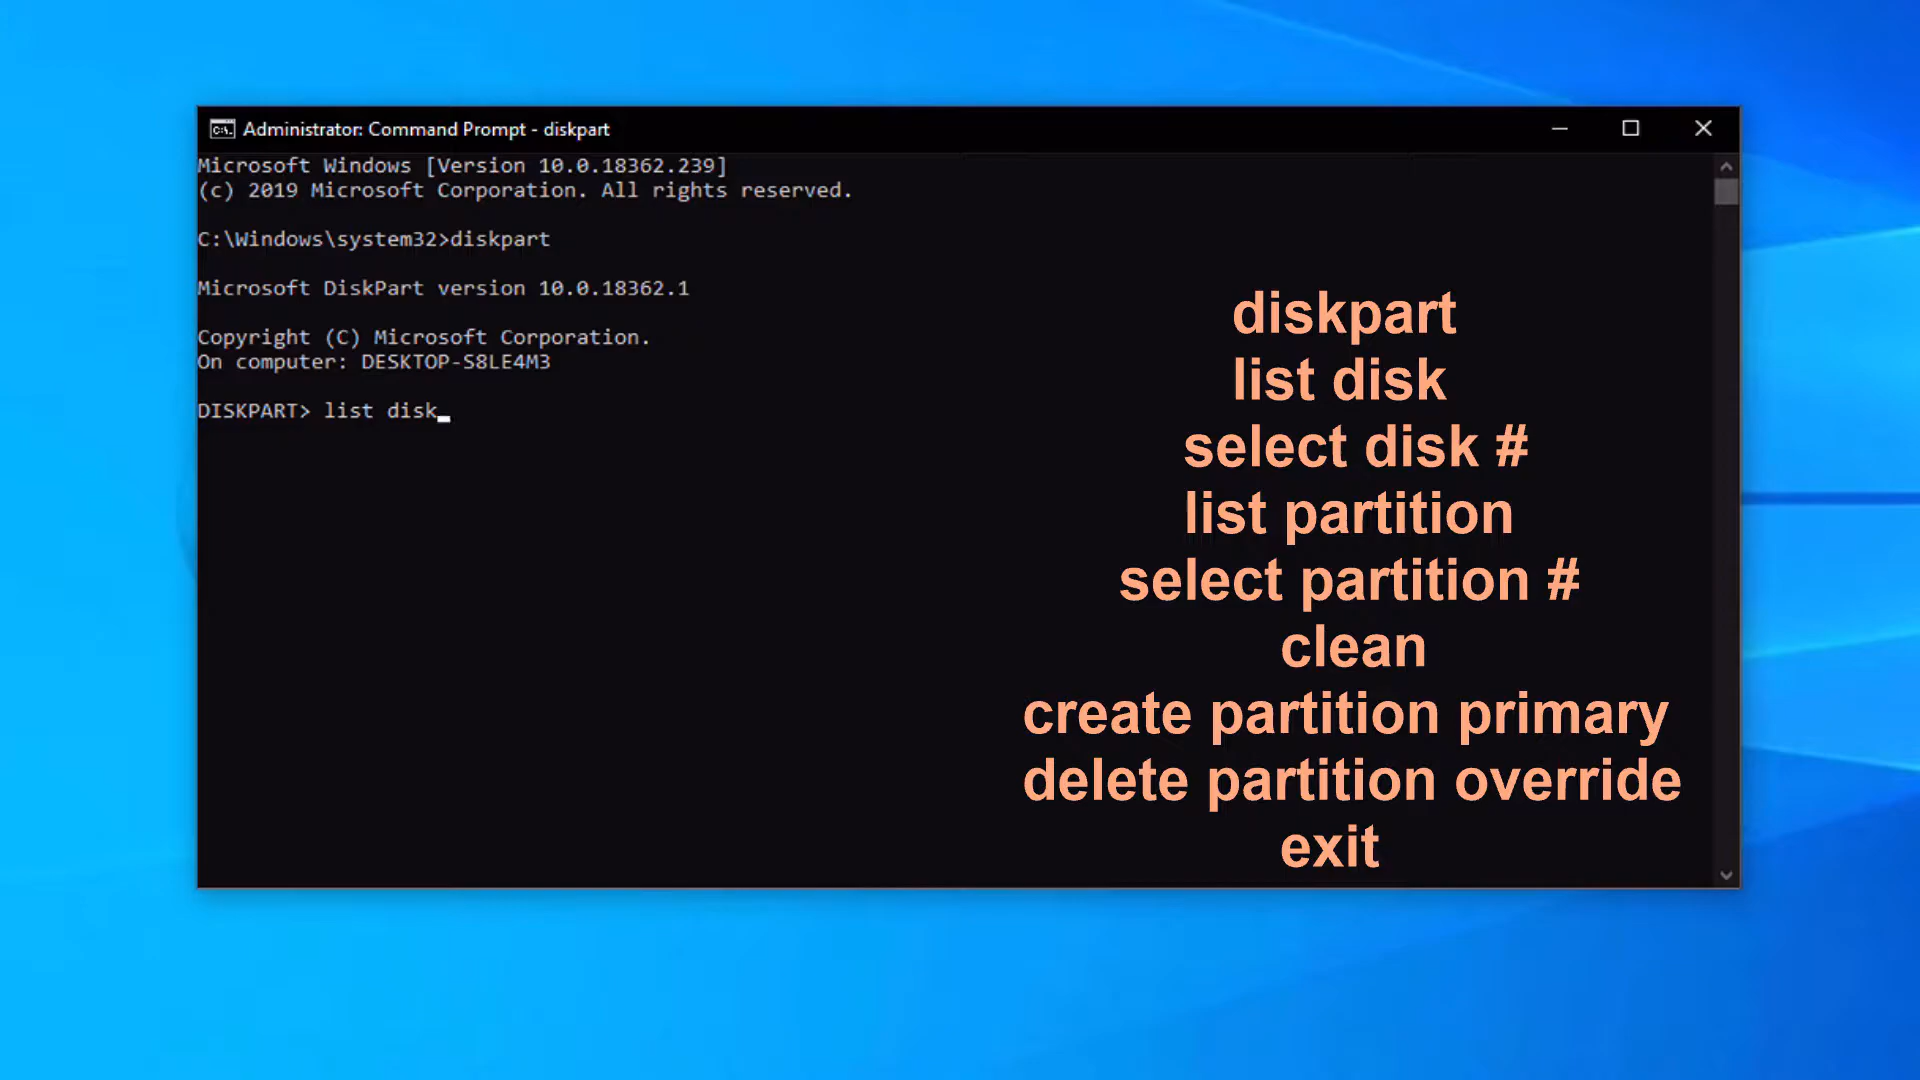 Administrator: Command Prompt - diskpart
Microsoft Windows [Version 10.0.18362.239]
(c) 2019 Microsoft Corporation. All rights reserved.
C:\Windows\system32>diskpart
Microsoft DiskPart version 10.0.18362.1
Copyright (C) Microsoft Corporation.
On computer: DESKTOP-S8LE4M3
DISKPART> list disk
diskpart
list disk
select disk #
list partition
select partition #
clean
create partition primary
delete partition override
exit